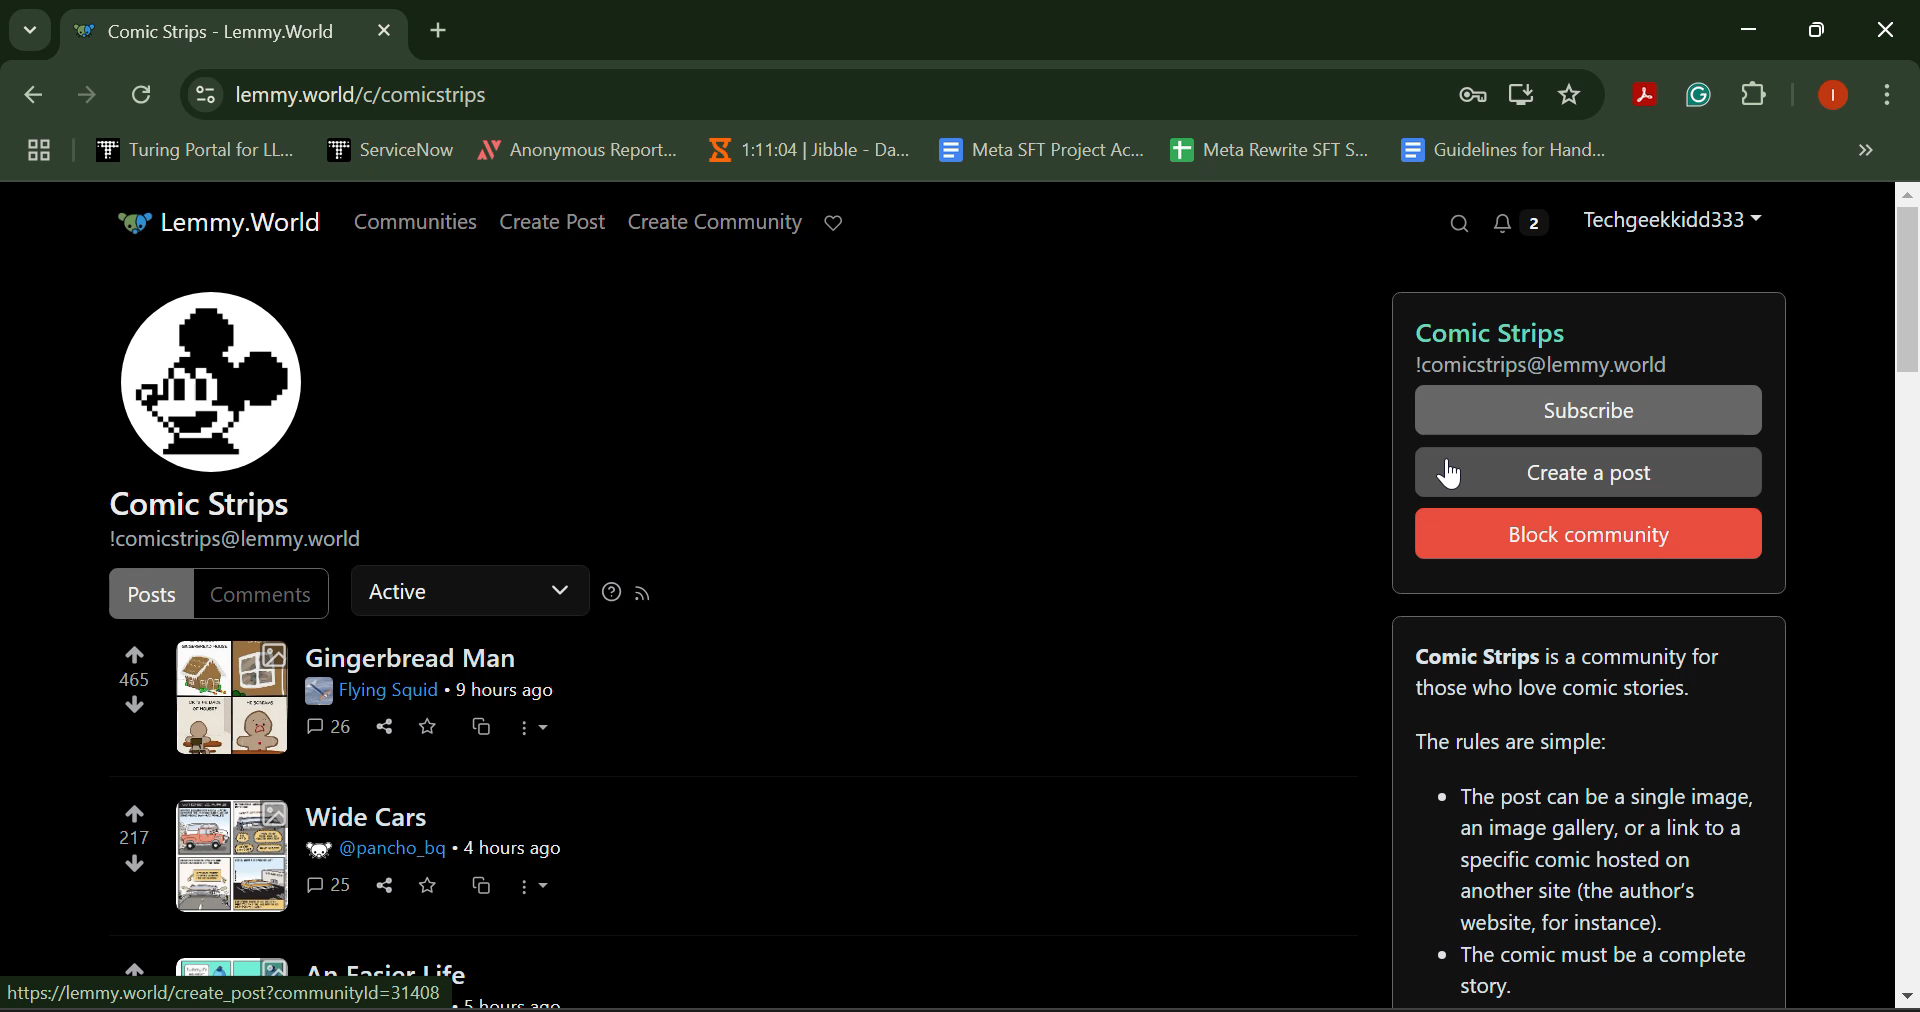 Comic Strips - Lemmy.World
lemmy.world/c/comicstrips
I
Turing Portal for LL...
ServiceNow
Anonymous Report...
1:11:04 | Jibble - Da...
Meta SFT Project Ac...
Meta Rewrite SFT S...
Guidelines for Hand...
Lemmy.World
Communities
Create Post
Create Community
2
Techgeekkidd333
Comic Strips
!comicstrips@lemmy.world
Subscribe
Create a post
Block community
Comic Strips
!comicstrips@lemmy.world
Posts
Comments
Active
465
Gingerbread Man
Flying Squid • 9 hours ago
26
217
Wide Cars
@pancho_bq • 4 hours ago
25
An Easier Life
• 5 hours ago
Comic Strips is a community for
those who love comic stories.
The rules are simple:
• The post can be a single image,
an image gallery, or a link to a
specific comic hosted on
another site (the author's
website, for instance).
• The comic must be a complete
story.
https://lemmy.world/create_post?communityId=31408